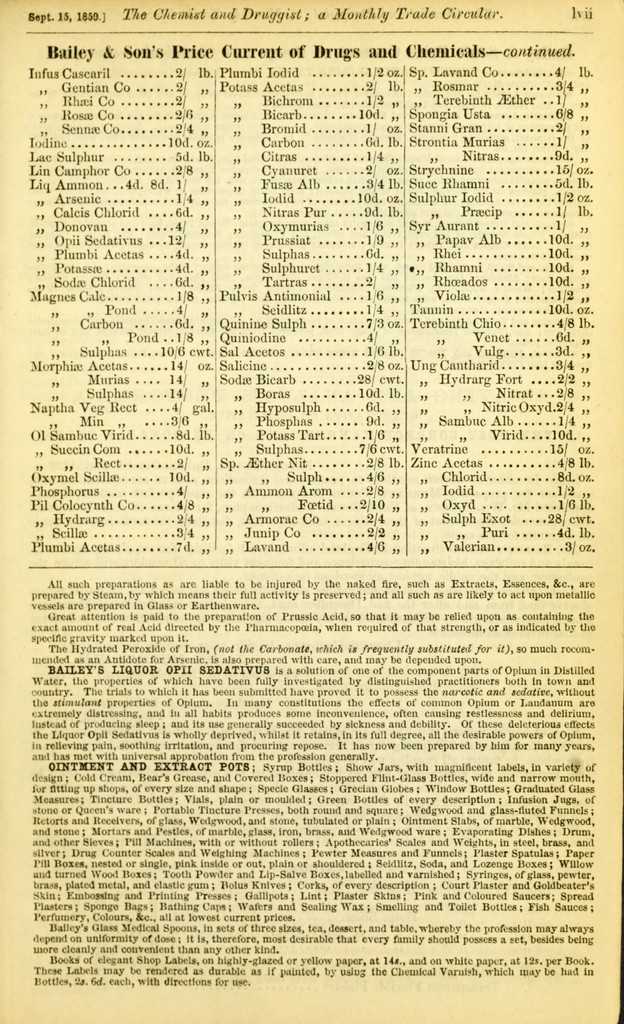 Sept. 15, 1859.] The Chemist and Druggist; a Monthly Trade Circular. lvii
Bailey & Son's Price Current of Drugs and Chemicals—continued.
Infus Cascaril ........2/ lb.
,, Gentian Co .....2/ ,,
,, Rhæi Co ........2/ ,,
,, Rosæ Co........2/6 ,,
,, Sennæ Co......2/4 ,,
Iodine..................10d. oz.
Lac Sulphur ........ 5d. lb.
Lin Camphor Co ....2/8 ,,
Liq Ammon...4d. 8d. 1/ ,,
,, Arsenic ..........1/4 ,,
,, Calcis Chlorid ....6d. ,,
,, Donovan ........4/ ,,
,, Opii Sedativus ...12/ ,,
,, Plumbi Acetas ....4d. ,,
,, Potassæ..........4d. ,,
,, Sodæ Chlorid ....6d. ,,
Magnes Calc..........1/8 ,,
,, ,, Pond ....4/ ,,
,, Carbon ........6d. ,,
,, ,, Pond ..1/8 ,,
,, Sulphas ....10/6 cwt.
Morphiæ Acetas......14/ oz.
,, Murias ....14/ ,,
,, Sulphas ....14/ ,,
Naptha Veg Rect ....4/ gal.
,, Min ,, ....3/6 ,,
Ol Sambuc Virid......8d. lb.
,, Succin Com .....10d. ,,
,, ,, Rect......2/ ,,
Oxymel Scillæ...... 10d. ,,
Phosphorus ..........4/ ,,
Pil Colocynth Co.....4/8 ,,
,, Hydrarg..........2/4 ,,
,, Scillæ ..........3/4 ,,
Plumbi Acetas........7d. ,,
Plumbi Iodid ........1/2 oz.
Potass Acetas ........2/ lb.
,, Bichrom ......1/2 ,,
,, Bicarb........10d. ,,
,, Bromid ......1/ oz.
,, Carbon ......6d. lb.
,, Citras ........1/4 ,,
,, Cyanuret ....2/ oz.
,, Fusæ Alb ....3/4 lb.
,, Iodid ........10d. oz.
,, Nitras Pur ....9d. lb.
,, Oxymurias ....1/6 ,,
,, Prussiat ......1/9 ,,
,, Sulphas........6d. ,,
,, Sulphuret ....1/4 ,,
,, Tartras........2/ ,,
Pulvis Antimonial ....1/6 ,,
,, Seidlitz........1/4 ,,
Quinine Sulph ........7/3 oz.
Quiniodine ..........4/ ,,
Sal Acetos ..........1/6 lb.
Salicine ..............2/8 oz.
Sodæ Bicarb ........28/ cwt.
,, Boras ........10d. lb.
,, Hyposulph ......6d. ,,
,, Phosphas ...... 9d. ,,
,, Potass Tart......1/6 ,,
,, Sulphas........7/6 cwt.
Sp. Æther Nit ........2/8 lb.
,, ,, Sulph......4/6 ,,
,, Ammon Arom ....2/8 ,,
,, ,, Fœtid ...2/10 ,,
,, Armorac Co ......2/4 ,,
,, Junip Co ........2/2 ,,
,, Lavand ..........4/6 ,,
Sp. Lavand Co........4/ lb.
,, Rosmar ..........3/4 ,,
,, Terebinth Æther ..1/ ,,
Spongia Usta ........6/8 ,,
Stanni Gran ..........2/ ,,
Strontia Murias ......1/ ,,
,, Nitras........9d. ,,
Strychnine ..........15/ oz.
Succ Rhamni ........5d. lb.
Sulphur Iodid ........1/2 oz.
,, Præcip ......1/ lb.
Syr Aurant ..........1/ ,,
,, Papav Alb ......10d. ,,
,, Rhei............10d. ,,
,, Rhamni ........10d. ,,
,, Rhœados ........10d. ,,
,, Violæ............1/2 ,,
Tannin ..............10d. oz.
Terebinth Chio........4/8 lb.
,, Venet ......6d. ,,
,, Vulg........3d. ,,
Ung Cantharid ........3/4 ,,
,, Hydrarg Fort ....2/2 ,,
,, ,, Nitrat ..2/8 ,,
,, ,, Nitric Oxyd.2/4 ,,
,, Sambuc Alb ......1/4 ,,
,, ,, Virid....10d. ,,
Veratrine ............15/ oz.
Zinc Acetas ..........4/8 lb.
,, Chlorid..........8d. oz.
,, Iodid ............1/2 ,,
,, Oxyd ............1/6 lb.
,, Sulph Exot ....28/ cwt.
,, ,, Puri ......4d. lb.
,, Valerian..........3/ oz.
All such preparations as are liable to be injured by the naked fire, such as Extracts, Essences, &c., are
prepared by Steam, by which means their full activity is preserved; and all such as are likely to act upon metallic
vessels are prepared in Glass or Earthenware.
Great attention is paid to the preparation of Prussic Acid, so that it may be relied upon as containing the
exact amount of real Acid directed by the Pharmacopœia, when required of that strength, or as indicated by the
specific gravity marked upon it.
The Hydrated Peroxide of Iron, (not the Carbonate, which is frequently substituted for it), so much recom-
mended as an Antidote for Arsenic, is also prepared with care, and may be depended upon.
BAILEY'S LIQUOR OPII SEDATIVUS is a solution of one of the component parts of Opium in Distilled
Water, the properties of which have been fully investigated by distinguished practitioners both in town and
country. The trials to which it has been submitted have proved it to possess the narcotic and sedative, without
the stimulant properties of Opium. In many constitutions the effects of common Opium or Laudanum are
extremely distressing, and in all habits produces some inconvenience, often causing restlessness and delirium,
instead of producing sleep; and its use generally succeeded by sickness and debility. Of these deleterious effects
the Liquor Opii Sedativus is wholly deprived, whilst it retains, in its full degree, all the desirable powers of Opium,
in relieving pain, soothing irritation, and procuring repose. It has now been prepared by him for many years,
and has met with universal approbation from the profession generally.
OINTMENT AND EXTRACT POTS; Syrup Bottles; Show Jars, with magnificent labels, in variety of
design; Cold Cream, Bear's Grease, and Covered Boxes; Stoppered Flint-Glass Bottles, wide and narrow mouth,
for fitting up shops, of every size and shape; Specie Glasses; Grecian Globes; Window Bottles; Graduated Glass
Measures; Tincture Bottles; Vials, plain or moulded; Green Bottles of every description; Infusion Jugs, of
stone or Queen's ware; Portable Tincture Presses, both round and square; Wedgwood and glass-fluted Funnels;
Retorts and Receivers, of glass, Wedgwood, and stone, tubulated or plain; Ointment Slabs, of marble, Wedgwood,
and stone; Mortars and Pestles, of marble, glass, iron, brass, and Wedgwood ware; Evaporating Dishes; Drum,
and other Sieves; Pill Machines, with or without rollers; Apothecaries' Scales and Weights, in steel, brass, and
silver; Drug Counter Scales and Weighing Machines; Pewter Measures and Funnels; Plaster Spatulas; Paper
Pill Boxes, nested or single, pink inside or out, plain or shouldered; Seidlitz, Soda, and Lozenge Boxes; Willow
and turned Wood Boxes; Tooth Powder and Lip-Salve Boxes, labelled and varnished; Syringes, of glass, pewter,
brass, plated metal, and elastic gum; Bolus Knives; Corks, of every description; Court Plaster and Goldbeater's
Skin; Embossing and Printing Presses; Gallipots; Lint; Plaster Skins; Pink and Coloured Saucers; Spread
Plasters; Sponge Bags; Bathing Caps; Wafers and Sealing Wax; Smelling and Toilet Bottles; Fish Sauces;
Perfumery, Colours, &c., all at lowest current prices.
Bailey's Glass Medical Spoons, in sets of three sizes, tea, dessert, and table, whereby the profession may always
depend on uniformity of dose; it is, therefore, most desirable that every family should possess a set, besides being
more cleanly and convenient than any other kind.
Books of elegant Shop Labels, on highly-glazed or yellow paper, at 14s., and on white paper, at 12s. per Book.
These Labels may be rendered as durable as if painted, by using the Chemical Varnish, which may be had in
Bottles, 2s. 6d. each, with directions for use.